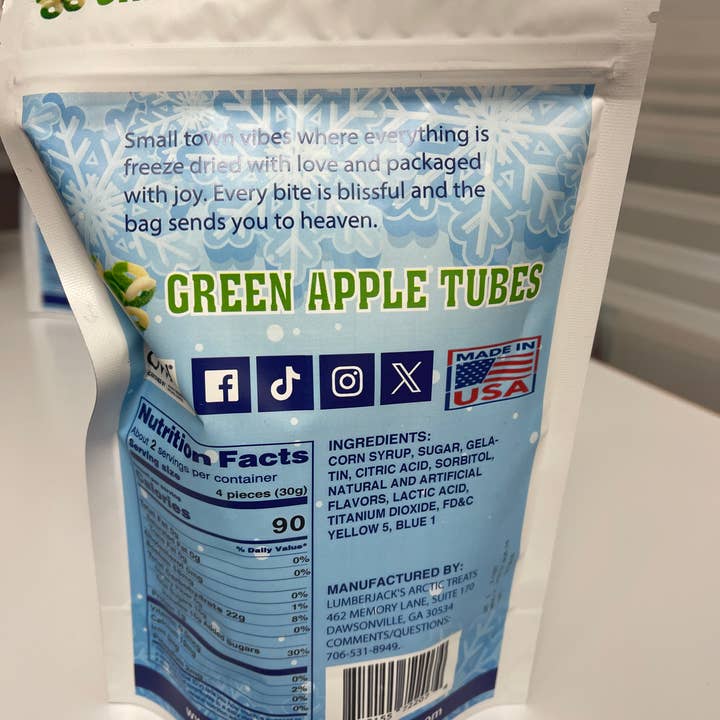 Small town vibes where everything is
freeze dried with love and packaged
with joy. Every bite is blissful and the
bag sends you to heaven.
GREEN APPLE TUBES
MADE IN
USA
Nutrition Facts
About 2 servings per container
Serving size
4 pieces (30g)
Calories
90
% Daily Value*
0%
0%
0%
22g 1%
8%
0%
Added Sugars
30%
0%
2%
0%
0%
INGREDIENTS:
CORN SYRUP, SUGAR, GELA-
TIN, CITRIC ACID, SORBITOL,
NATURAL AND ARTIFICIAL
FLAVORS, LACTIC ACID,
TITANIUM DIOXIDE, FD&C
YELLOW 5, BLUE 1
MANUFACTURED BY:
LUMBERJACK'S ARCTIC TREATS
462 MEMORY LANE, SUITE 170
DAWSONVILLE, GA 30534
COMMENTS/QUESTIONS:
706-531-8949.